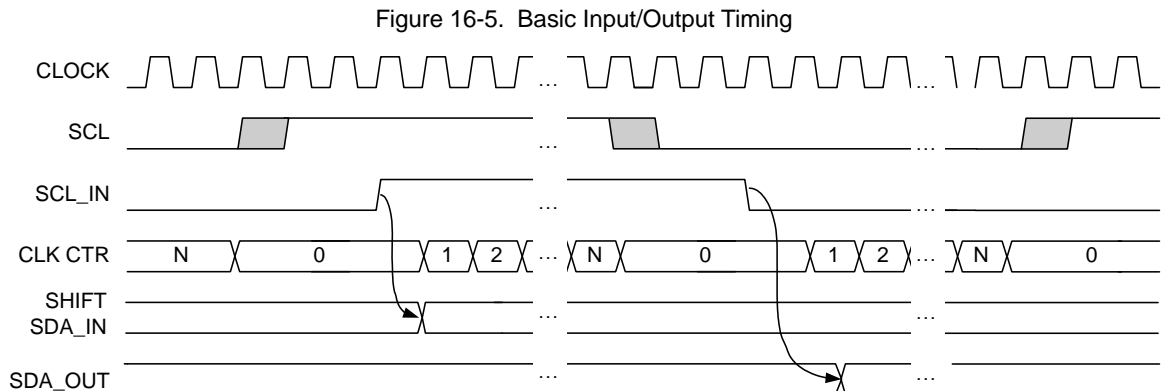 Figure 16-5. Basic Input/Output Timing
CLOCK
... ...
SCL
... ...
SCL_IN
... ...
CLK CTR N 0 1 2 ... N 0 1 2 ... N 0
SHIFT
SDA_IN
... ...
SDA_OUT
... ...